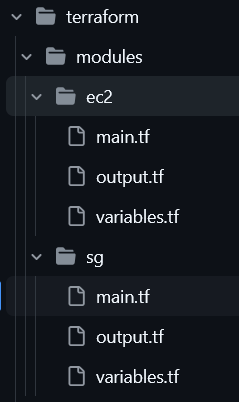 terraform
modules
ec2
main.tf
output.tf
variables.tf
sg
main.tf
output.tf
variables.tf